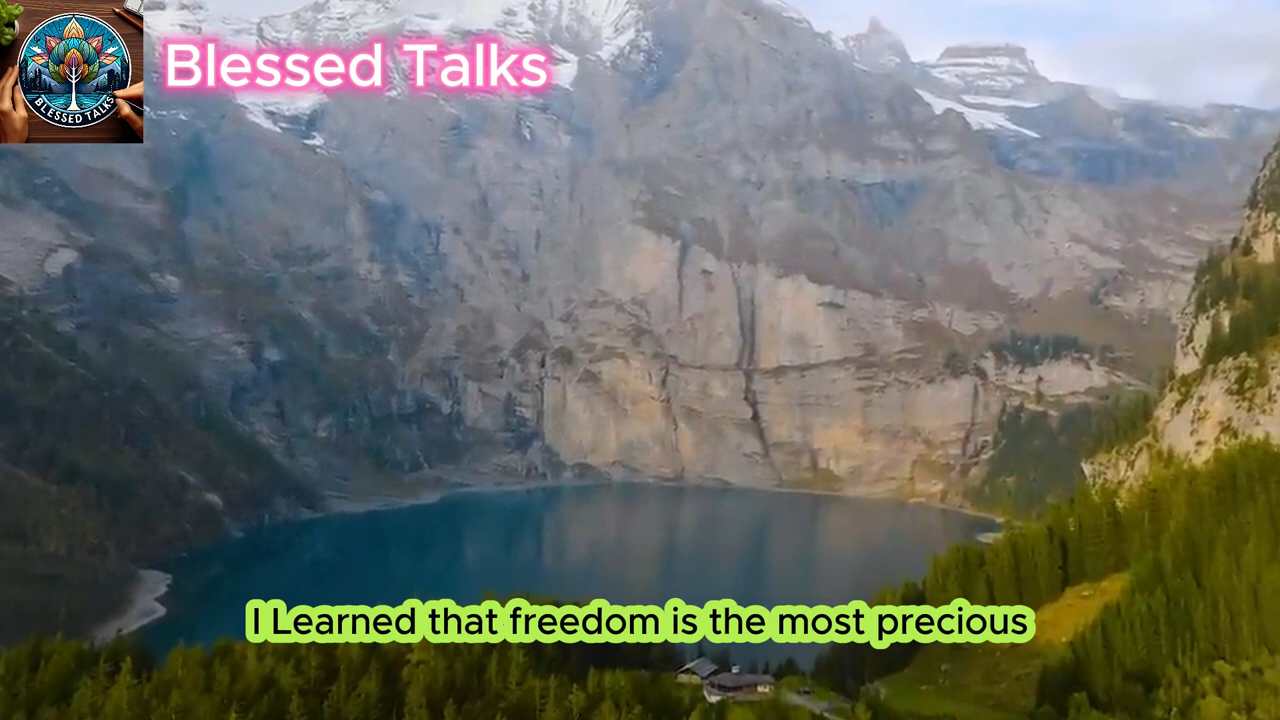 Blessed Talks
BLESSED TALKS
I Learned that freedom is the most precious